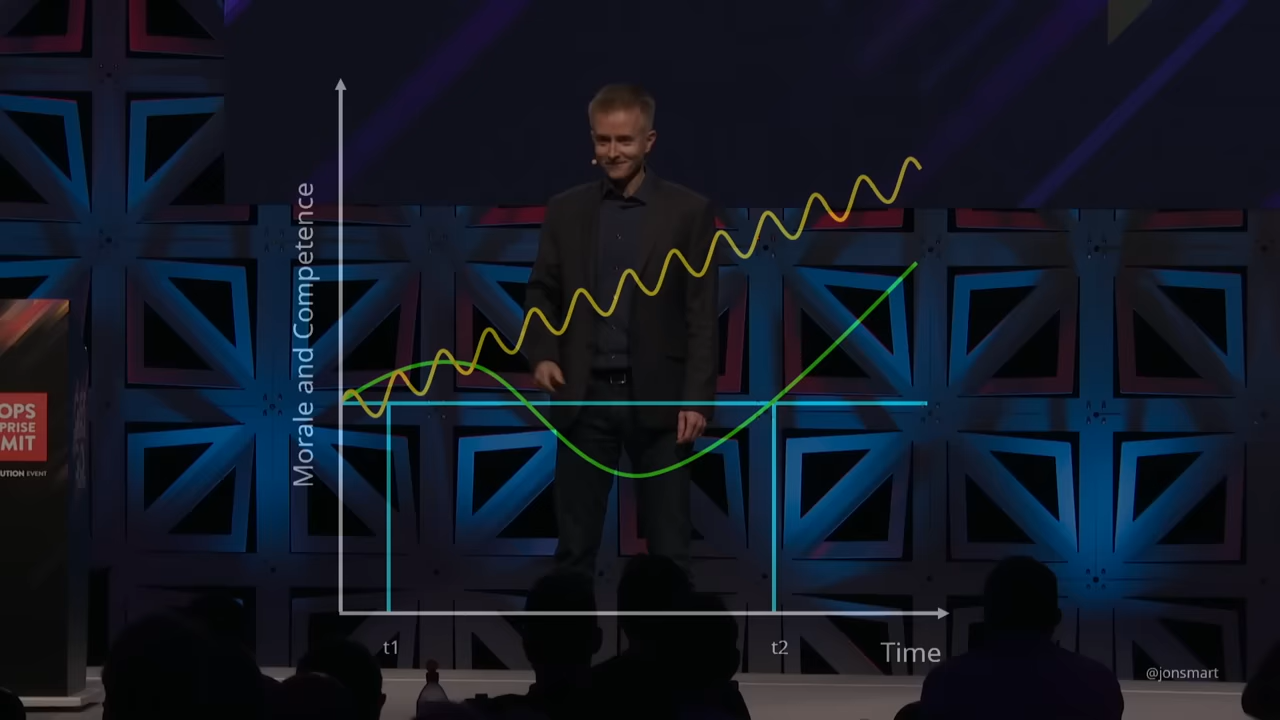 Morale and Competence
OPS
PRISE
MIT
UTION EVENT
t1
t2
Time
@jonsmart